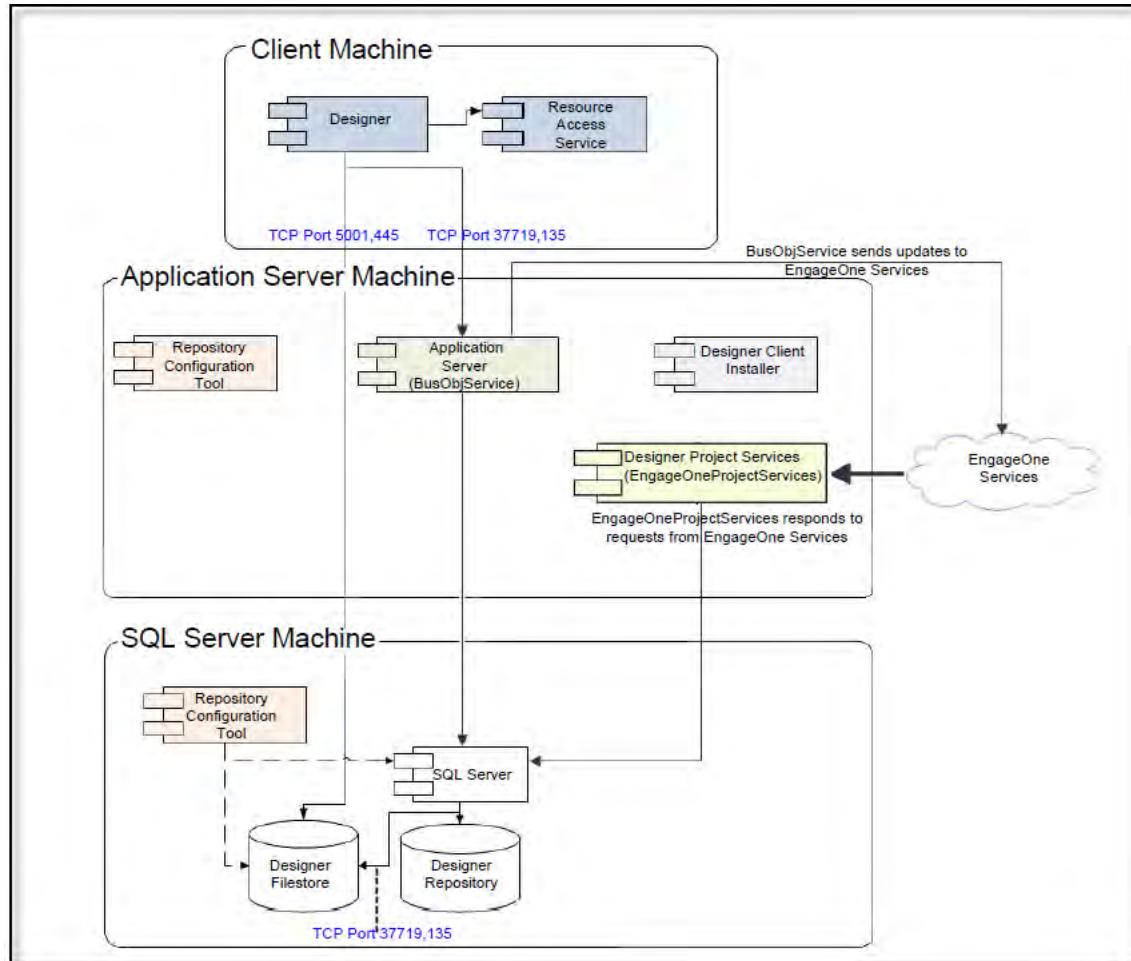 Client Machine
Designer
Resource
Access
Service
TCP Port 5001,445
TCP Port 37719,135
BusObjService sends updates to
EngageOne Services
Application Server Machine
Repository
Configuration
Tool
Application
Server
(BusObjService)
Designer Client
Installer
Designer Project Services
(EngageOneProjectServices)
EngageOne
Services
EngageOneProjectServices responds to
requests from EngageOne Services
SQL Server Machine
Repository
Configuration
Tool
SQL Server
Designer
Filestore
Designer
Repository
TCP Port 37719,135